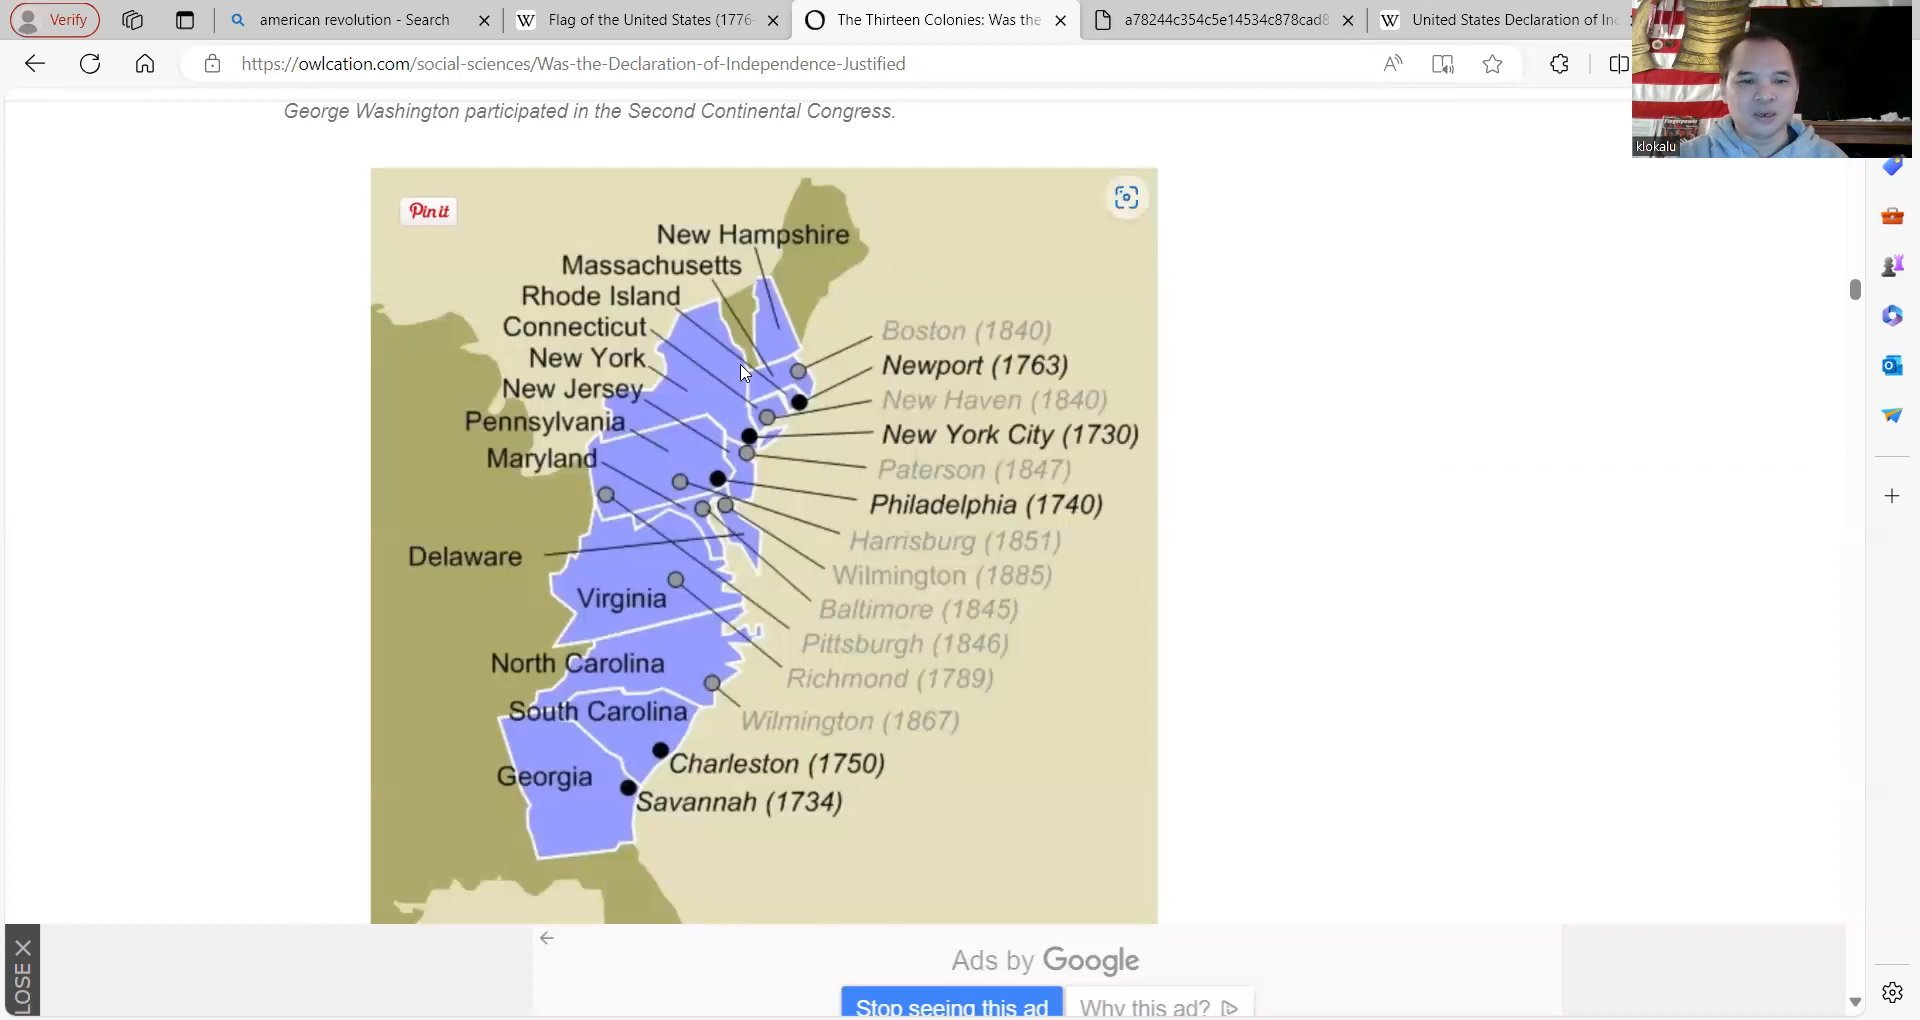 Verify
american revolution - Search
Flag of the United States (1776-
The Thirteen Colonies: Was the
a78244c354c5e14534c878cad8
United States Declaration of In
https://owlcation.com/social-sciences/Was-the-Declaration-of-Independence-Justified
klokalu
George Washington participated in the Second Continental Congress.
Pin it
New Hampshire
Massachusetts
Rhode Island
Connecticut
New York
New Jersey
Pennsylvania
Maryland
Delaware
Virginia
North Carolina
South Carolina
Georgia
Boston (1840)
Newport (1763)
New Haven (1840)
New York City (1730)
Paterson (1847)
Philadelphia (1740)
Harrisburg (1851)
Wilmington (1885)
Baltimore (1845)
Pittsburgh (1846)
Richmond (1789)
Wilmington (1867)
Charleston (1750)
Savannah (1734)
LOSE X
Ads by Google
Stop seeing this ad
Why this ad?